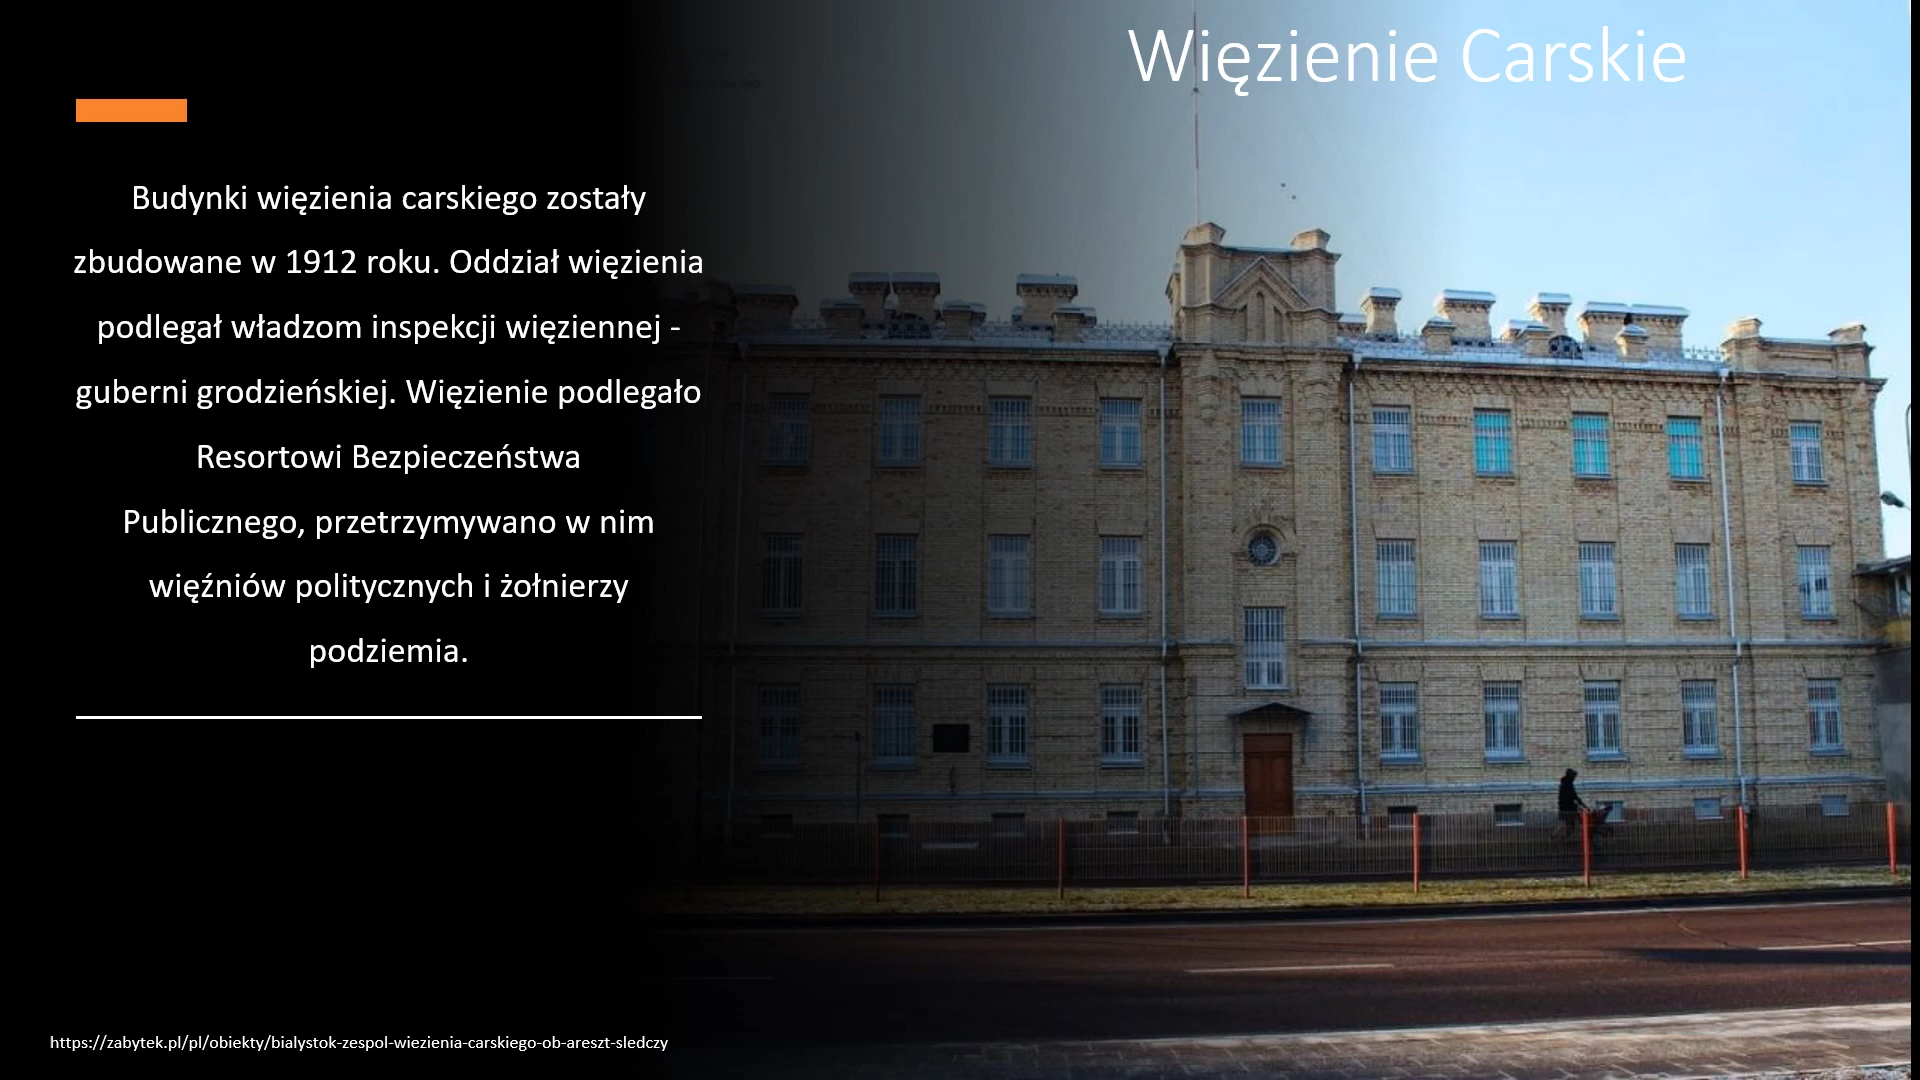 Więzienie Carskie
Budynki więzienia carskiego zostały
zbudowane w 1912 roku. Oddział więzienia
podlegał władzom inspekcji więziennej -
guberni grodzieńskiej. Więzienie podlegało
Resortowi Bezpieczeństwa
Publicznego, przetrzymywano w nim
więźniów politycznych i żołnierzy
podziemia.
https://zabytek.pl/pl/obiekty/bialystok-zespol-wiezienia-carskiego-ob-areszt-sledczy